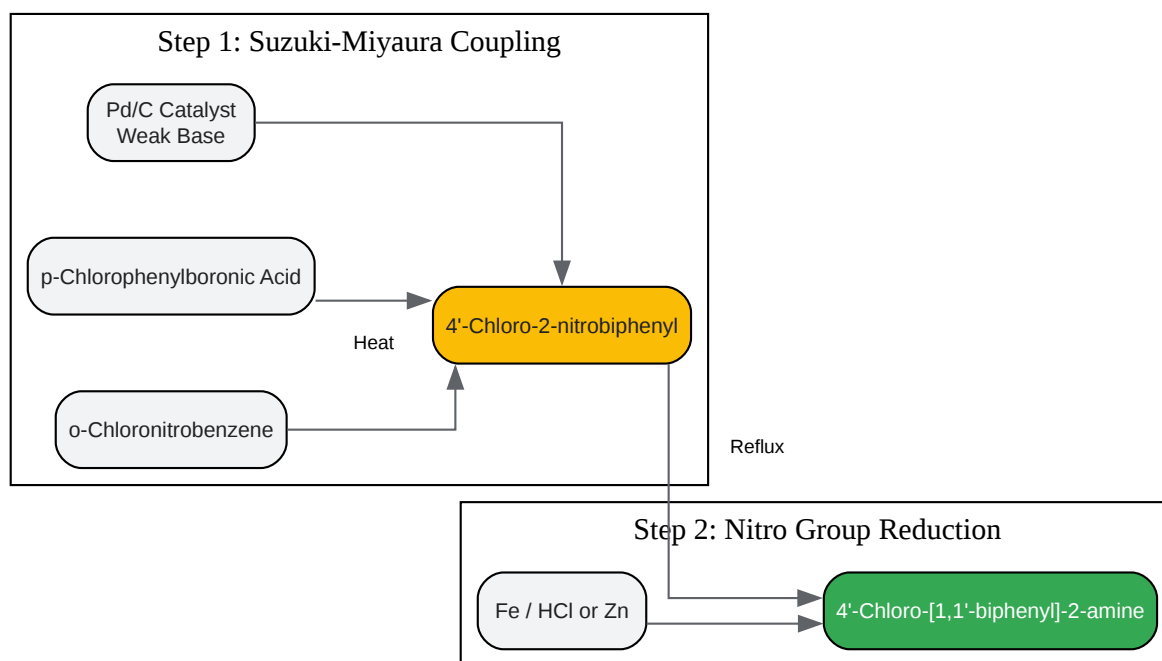 Step 1: Suzuki-Miyaura Coupling
Pd/C Catalyst
Weak Base
p-Chlorophenylboronic Acid
Heat
4'-Chloro-2-nitrobiphenyl
o-Chloronitrobenzene
Reflux
Step 2: Nitro Group Reduction
Fe / HCl or Zn
4'-Chloro-[1,1'-biphenyl]-2-amine